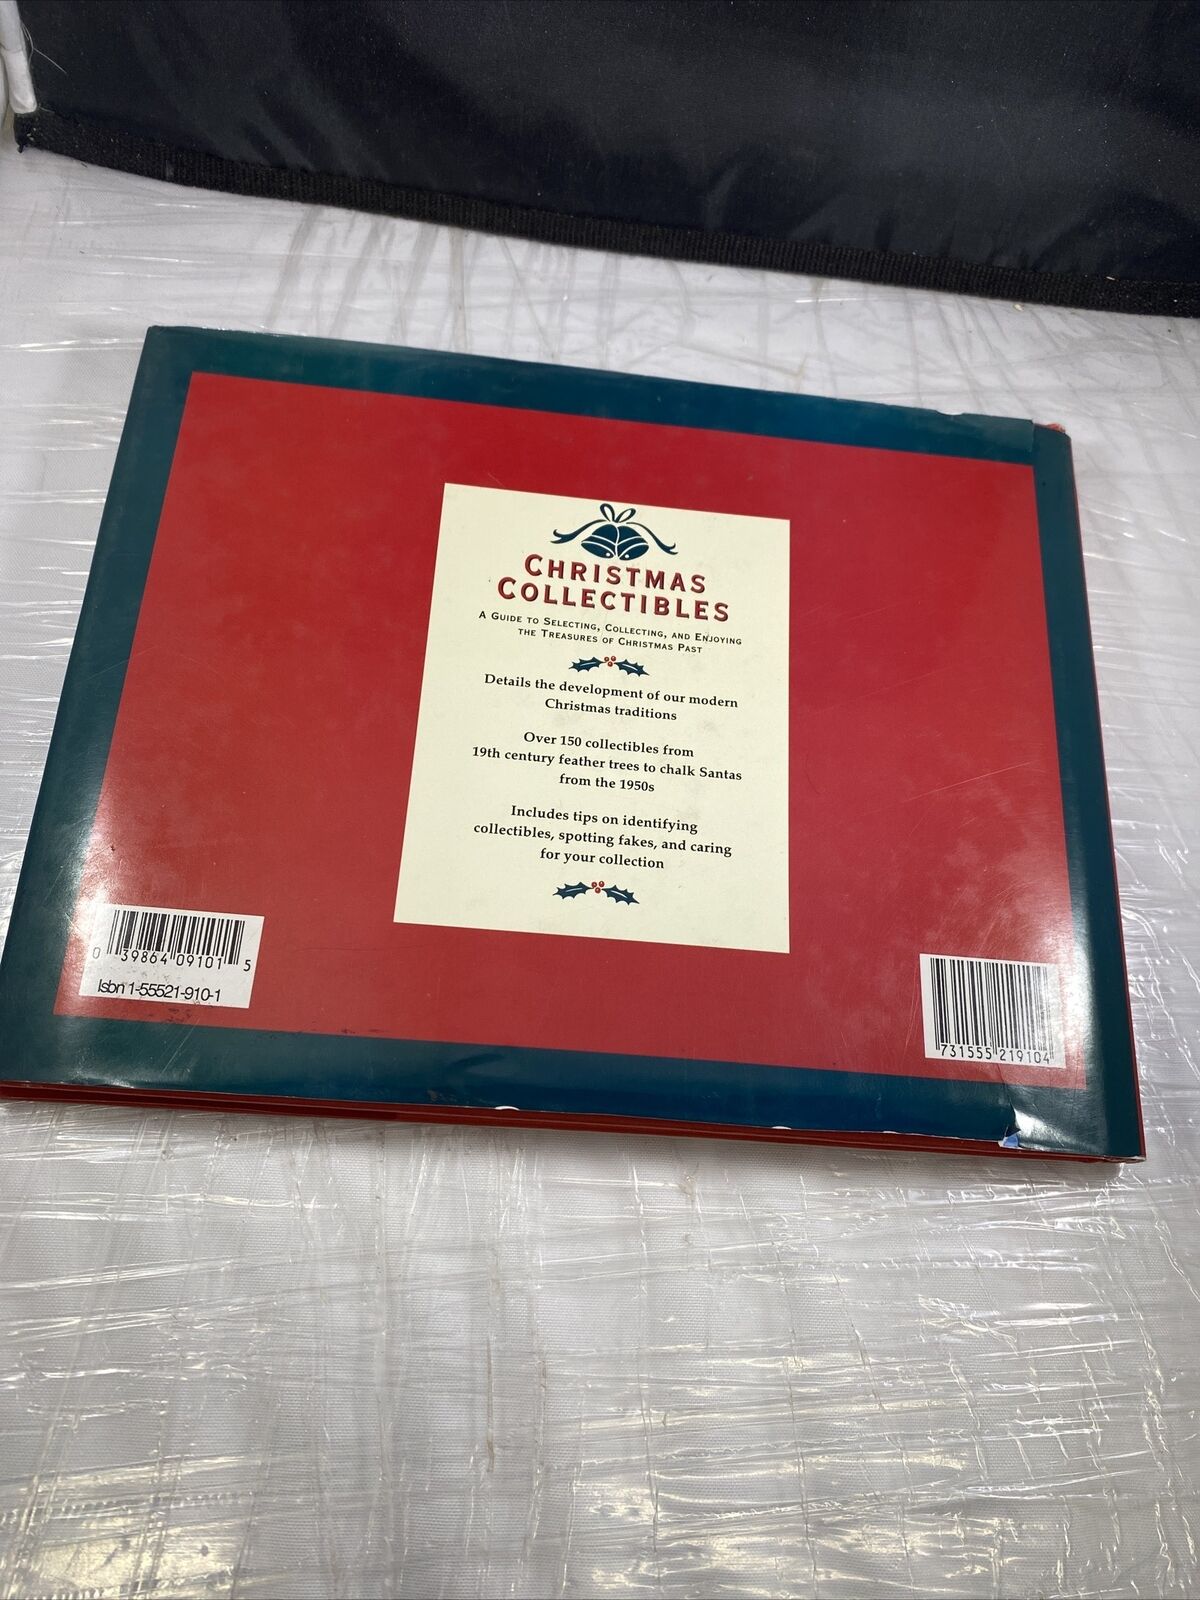 CHRISTMAS
COLLECTIBLES
A GUIDE TO SELECTING, COLLECTING, AND ENJOYING
THE TREASURES OF CHRISTMAS PAST
Details the development of our modern
Christmas traditions
Over 150 collectibles from
19th century feather trees to chalk Santas
from the 1950s
Includes tips on identifying
collectibles, spotting fakes, and caring
for your collection
0 39864 09101 5
Isbn 1-55521-910-1
731555 219104